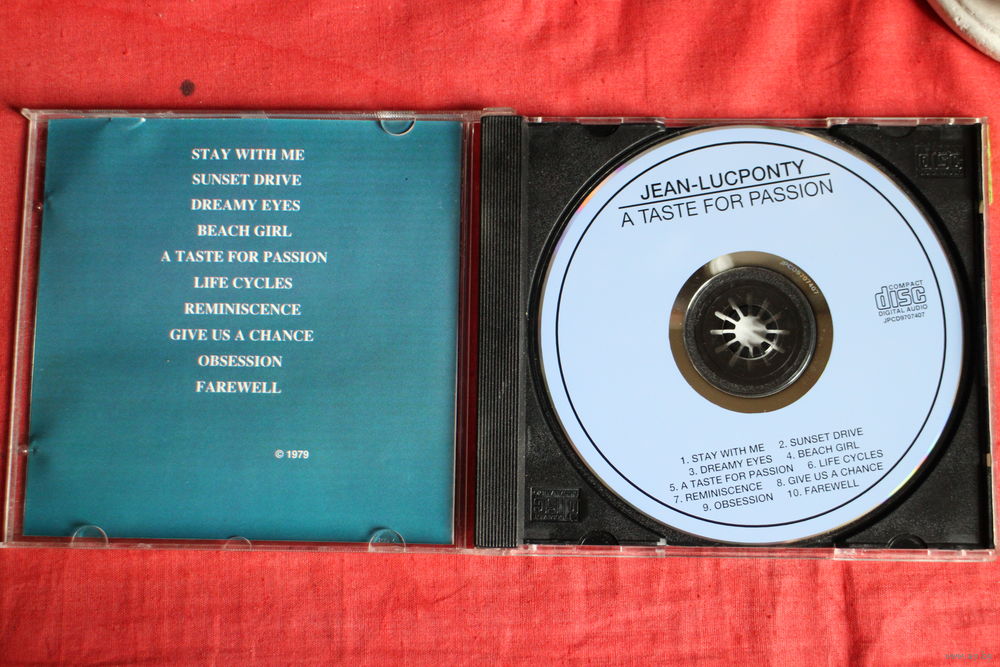 STAY WITH ME
SUNSET DRIVE
DREAMY EYES
BEACH GIRL
A TASTE FOR PASSION
LIFE CYCLES
REMINISCENCE
GIVE US A CHANCE
OBSESSION
FAREWELL
© 1979
JEAN-LUCPONTY
A TASTE FOR PASSION
JPCD9707407
COMPACT
disc
DIGITAL AUDIO
JPCD9707407
1. STAY WITH ME 2. SUNSET DRIVE
3. DREAMY EYES 4. BEACH GIRL
5. A TASTE FOR PASSION 6. LIFE CYCLES
7. REMINISCENCE 8. GIVE US A CHANCE
9. OBSESSION 10. FAREWELL